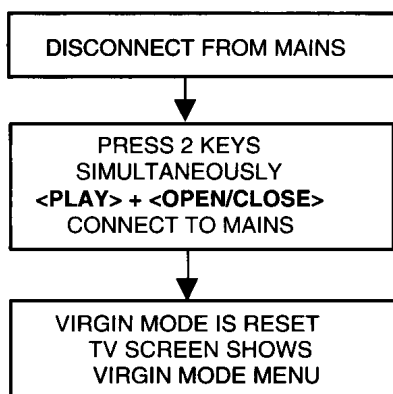 DISCONNECT FROM MAINS
PRESS 2 KEYS
SIMULTANEOUSLY
<PLAY> + <OPEN/CLOSE>
CONNECT TO MAINS
VIRGIN MODE IS RESET
TV SCREEN SHOWS
VIRGIN MODE MENU